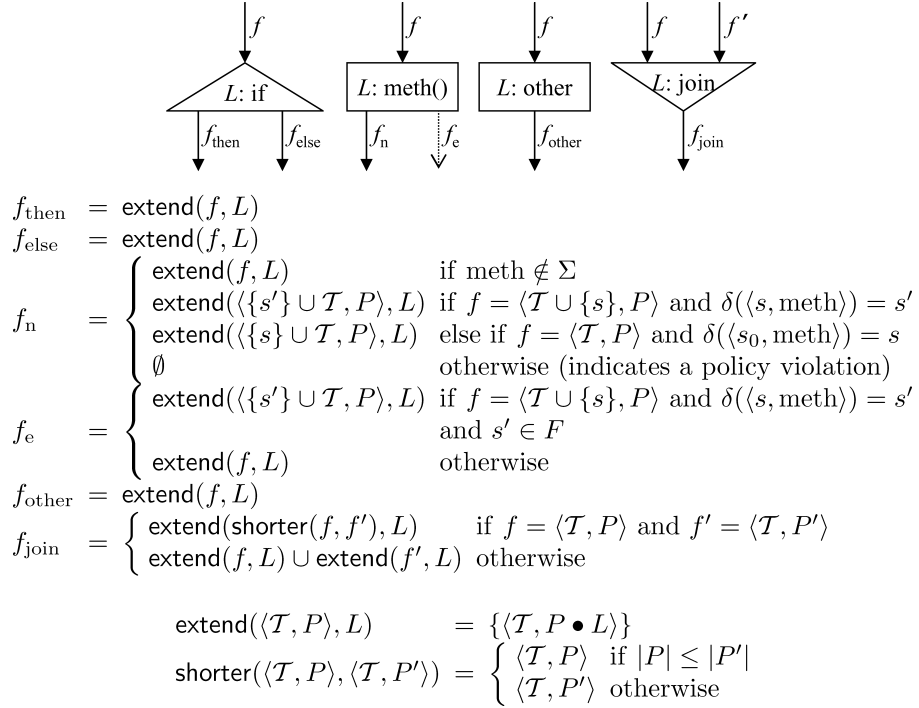 f f f f f′
L: if L: meth() L: other L: join
f_then f_else f_n f_e f_other f_join
f_then = extend(f, L)
f_else = extend(f, L)
extend(f, L) if meth ∉ Σ
extend(⟨{s′} ∪ 𝒯, P⟩, L) if f = ⟨𝒯 ∪ {s}, P⟩ and δ(⟨s, meth⟩) = s′
f_n = { extend(⟨{s} ∪ 𝒯, P⟩, L) else if f = ⟨𝒯, P⟩ and δ(⟨s₀, meth⟩) = s
∅ otherwise (indicates a policy violation)
extend(⟨{s′} ∪ 𝒯, P⟩, L) if f = ⟨𝒯 ∪ {s}, P⟩ and δ(⟨s, meth⟩) = s′
f_e = { and s′ ∈ F
extend(f, L) otherwise
f_other = extend(f, L)
f_join = { extend(shorter(f, f′), L) if f = ⟨𝒯, P⟩ and f′ = ⟨𝒯, P′⟩
extend(f, L) ∪ extend(f′, L) otherwise
extend(⟨𝒯, P⟩, L) = {⟨𝒯, P • L⟩}
shorter(⟨𝒯, P⟩, ⟨𝒯, P′⟩) = { ⟨𝒯, P⟩ if |P| ≤ |P′|
⟨𝒯, P′⟩ otherwise